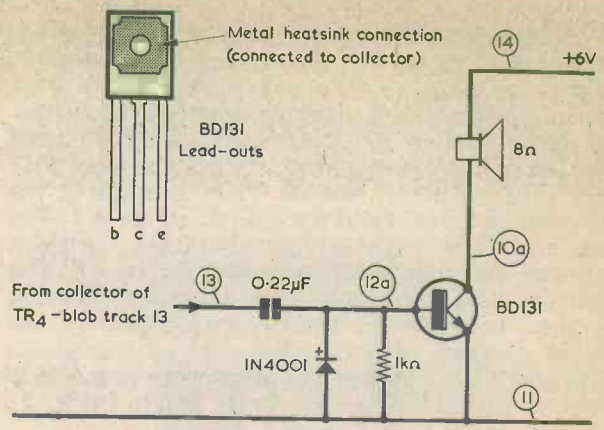 Metal heatsink connection
(connected to collector)
BD131
Lead-outs
b c e
14
+6V
8Ω
10a
From collector of
TR4-blob track 13
13
0·22µF
12a
BD131
1N4001
+
1kΩ
11